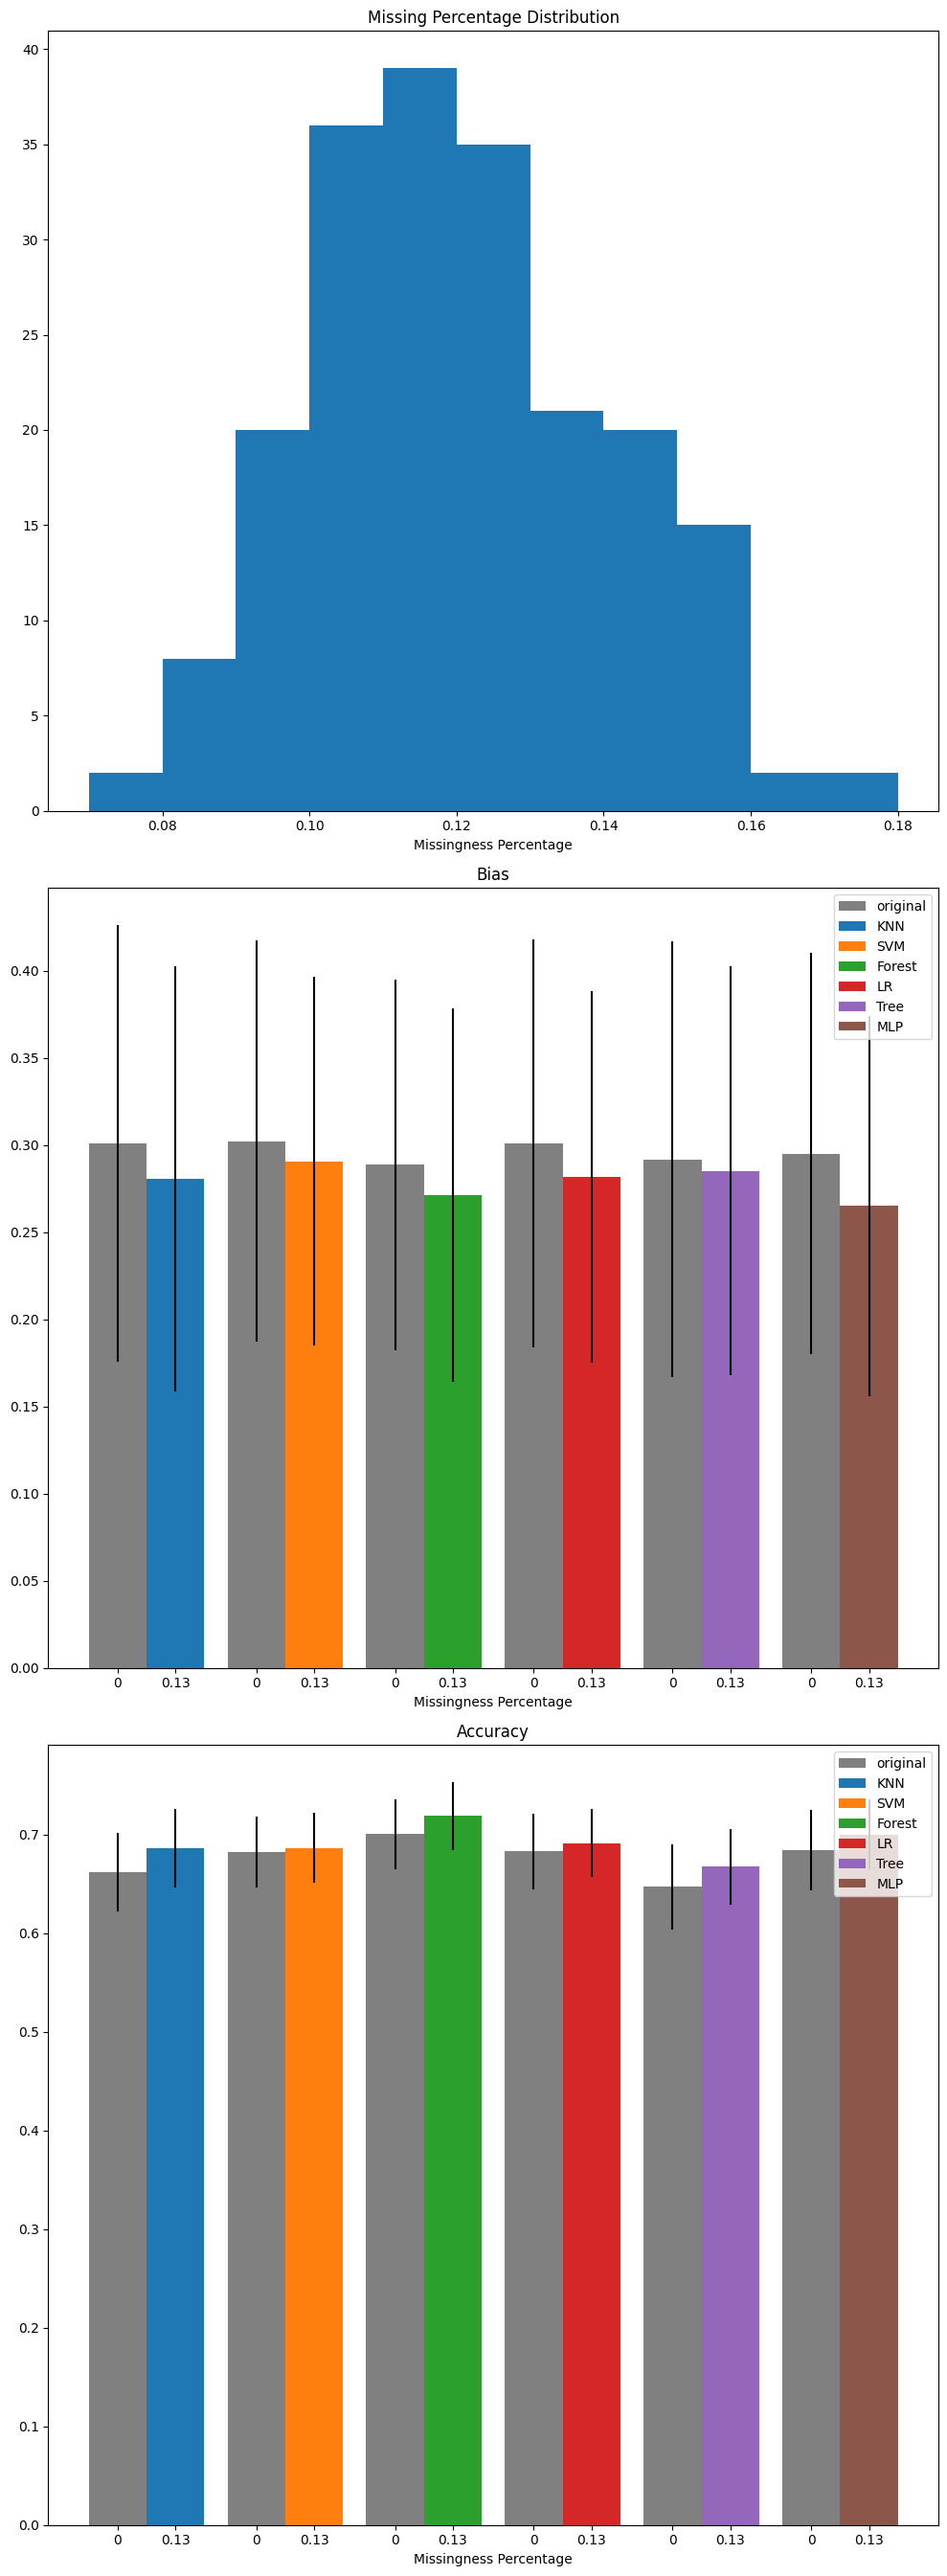 Missing Percentage Distribution
40
35
30
25
20
15
10
5
0
0.08 0.10 0.12 0.14 0.16 0.18
Missingness Percentage
Bias
original
KNN
SVM
Forest
LR
Tree
MLP
0.40
0.35
0.30
0.25
0.20
0.15
0.10
0.05
0.00
0 0.13 0 0.13 0 0.13 0 0.13 0 0.13 0 0.13
Missingness Percentage
Accuracy
original
KNN
SVM
Forest
LR
Tree
MLP
0.7
0.6
0.5
0.4
0.3
0.2
0.1
0.0
0 0.13 0 0.13 0 0.13 0 0.13 0 0.13 0 0.13
Missingness Percentage